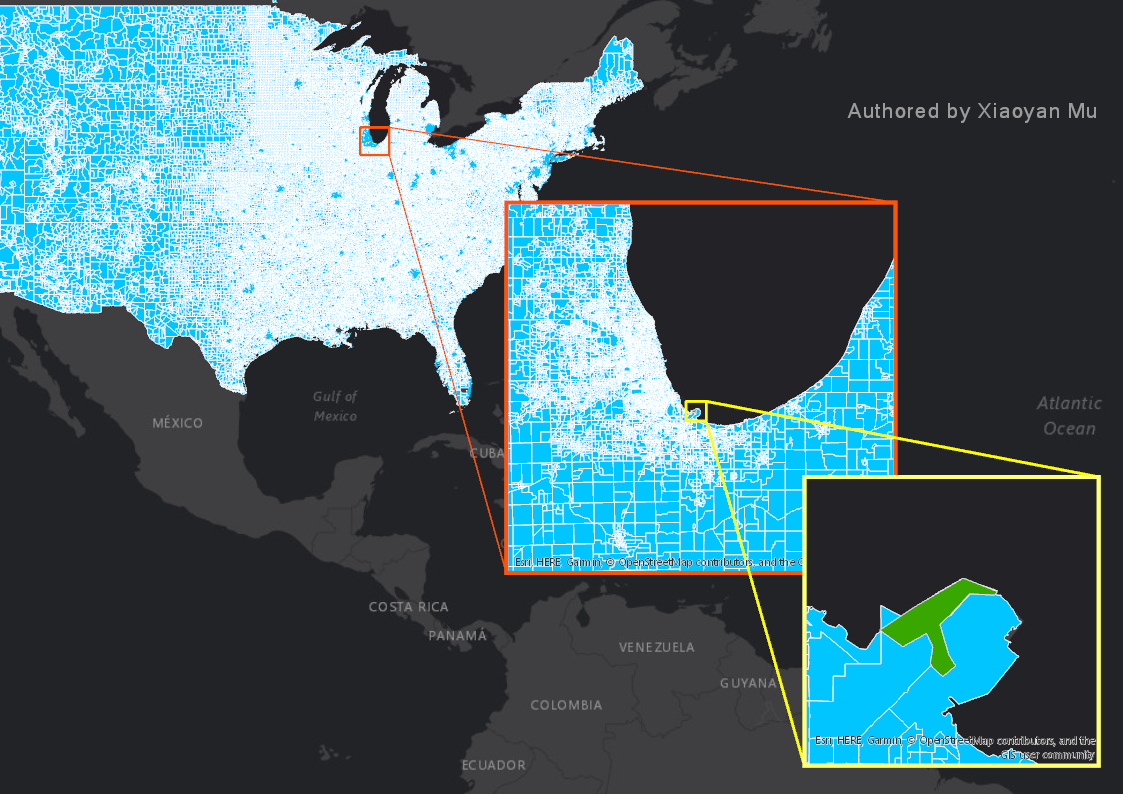 Authored by Xiaoyan Mu
Gulf of
Mexico
Atlantic
Ocean
MÉXICO
CUBA
Esri, HERE, Garmin, © OpenStreetMap contributors, and the
COSTA RICA
PANAMÁ
VENEZUELA
GUYANA
COLOMBIA
ECUADOR
Esri, HERE, Garmin, © OpenStreetMap contributors, and the
GIS user community